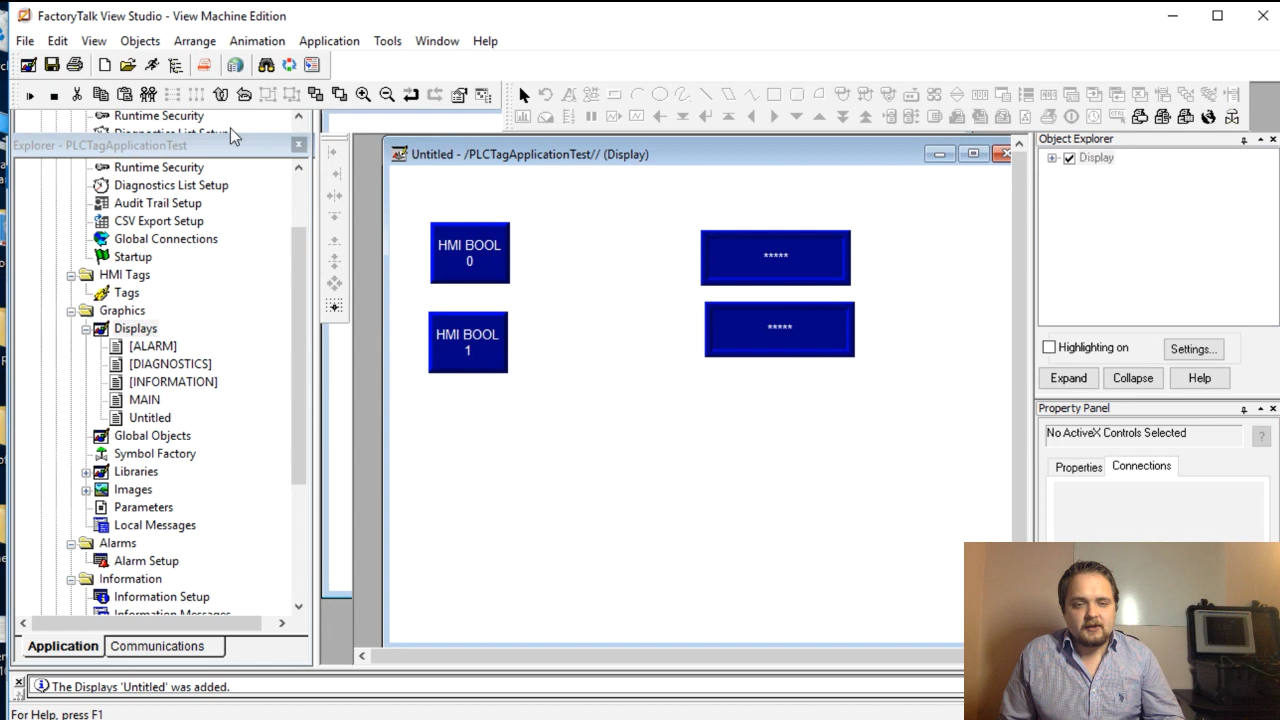 FactoryTalk View Studio - View Machine Edition
File Edit View Objects Arrange Animation Application Tools Window Help
Runtime Security
Diagnostics List Setup
Explorer - PLCTagApplicationTest
Runtime Security
Diagnostics List Setup
Audit Trail Setup
CSV Export Setup
Global Connections
Startup
HMI Tags
Tags
Graphics
Displays
[ALARM]
[DIAGNOSTICS]
[INFORMATION]
MAIN
Untitled
Global Objects
Symbol Factory
Libraries
Images
Parameters
Local Messages
Alarms
Alarm Setup
Information
Information Setup
Information Messages
Application Communications
Untitled - /PLCTagApplicationTest// (Display)
HMI BOOL
0
HMI BOOL
1
*****
*****
Object Explorer
Display
Highlighting on Settings...
Expand Collapse Help
Property Panel
No ActiveX Controls Selected
?
Properties Connections
The Displays 'Untitled' was added.
For Help, press F1